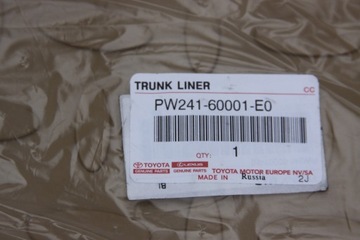 TRUNK LINER CC
PW241-60001-E0
QTY: 1
TOYOTA LEXUS
GENUINE PARTS GENUINE PARTS TOYOTA MOTOR EUROPE NV/SA
MADE IN Russia 2J